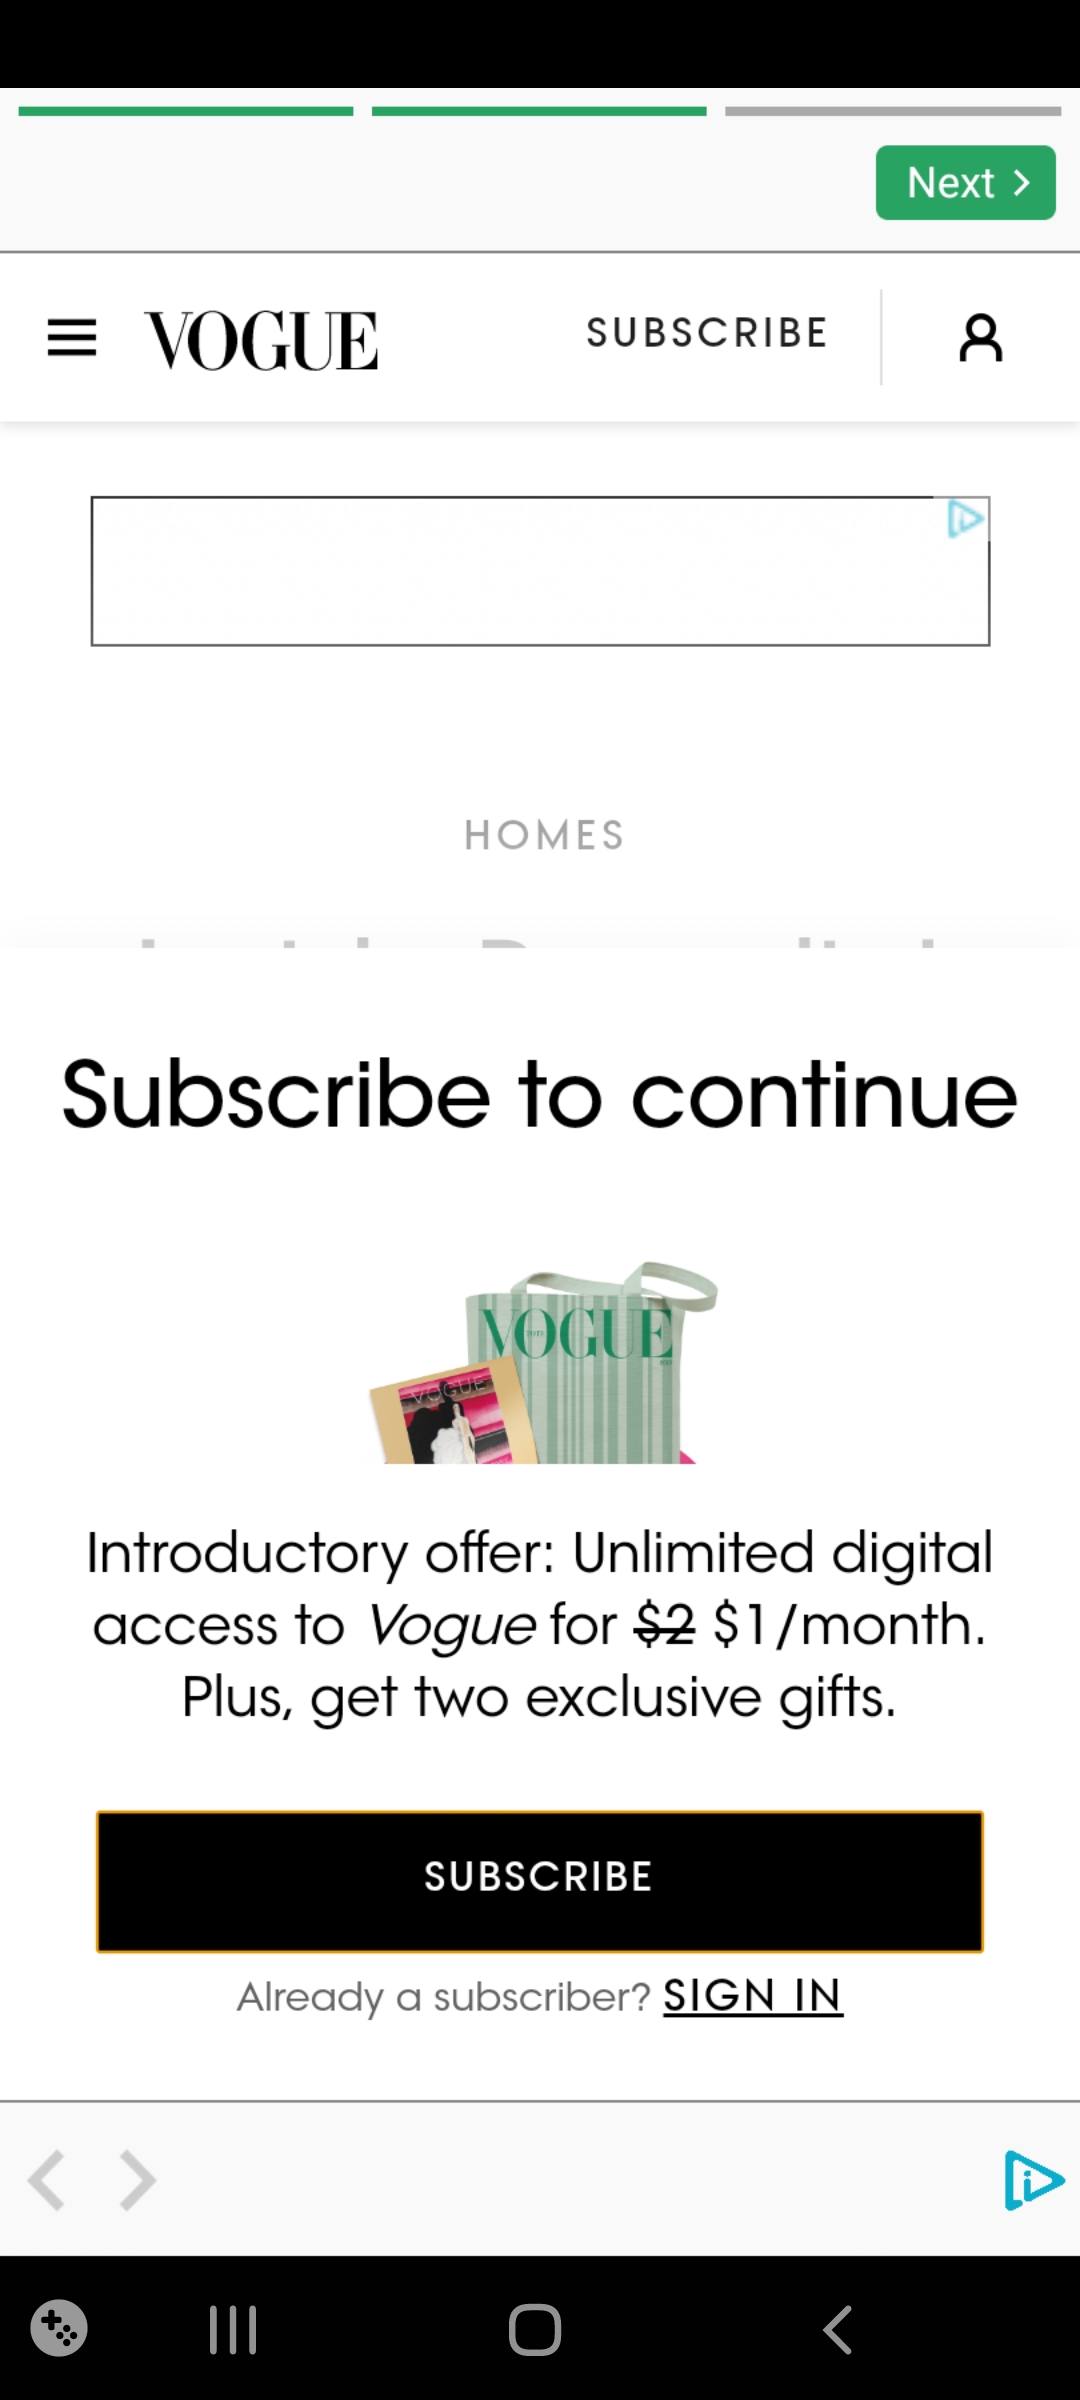 Next
VOGUE
SUBSCRIBE
HOMES
Subscribe to continue
VOGUE
VOGUE
Introductory offer: Unlimited digital
access to Vogue for $2 $1/month.
Plus, get two exclusive gifts.
SUBSCRIBE
Already a subscriber? SIGN IN